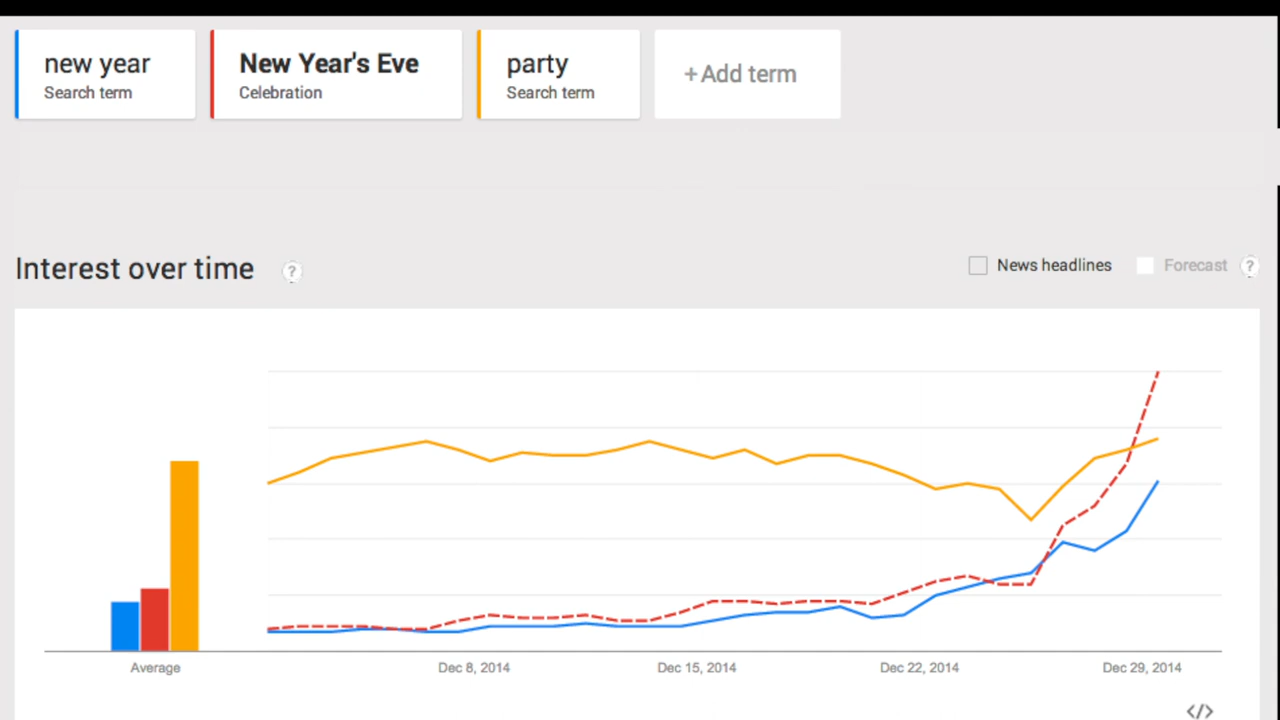 new year
Search term
New Year's Eve
Celebration
party
Search term
+Add term
Interest over time ?
News headlines
Forecast ?
Average
Dec 8, 2014
Dec 15, 2014
Dec 22, 2014
Dec 29, 2014
</>